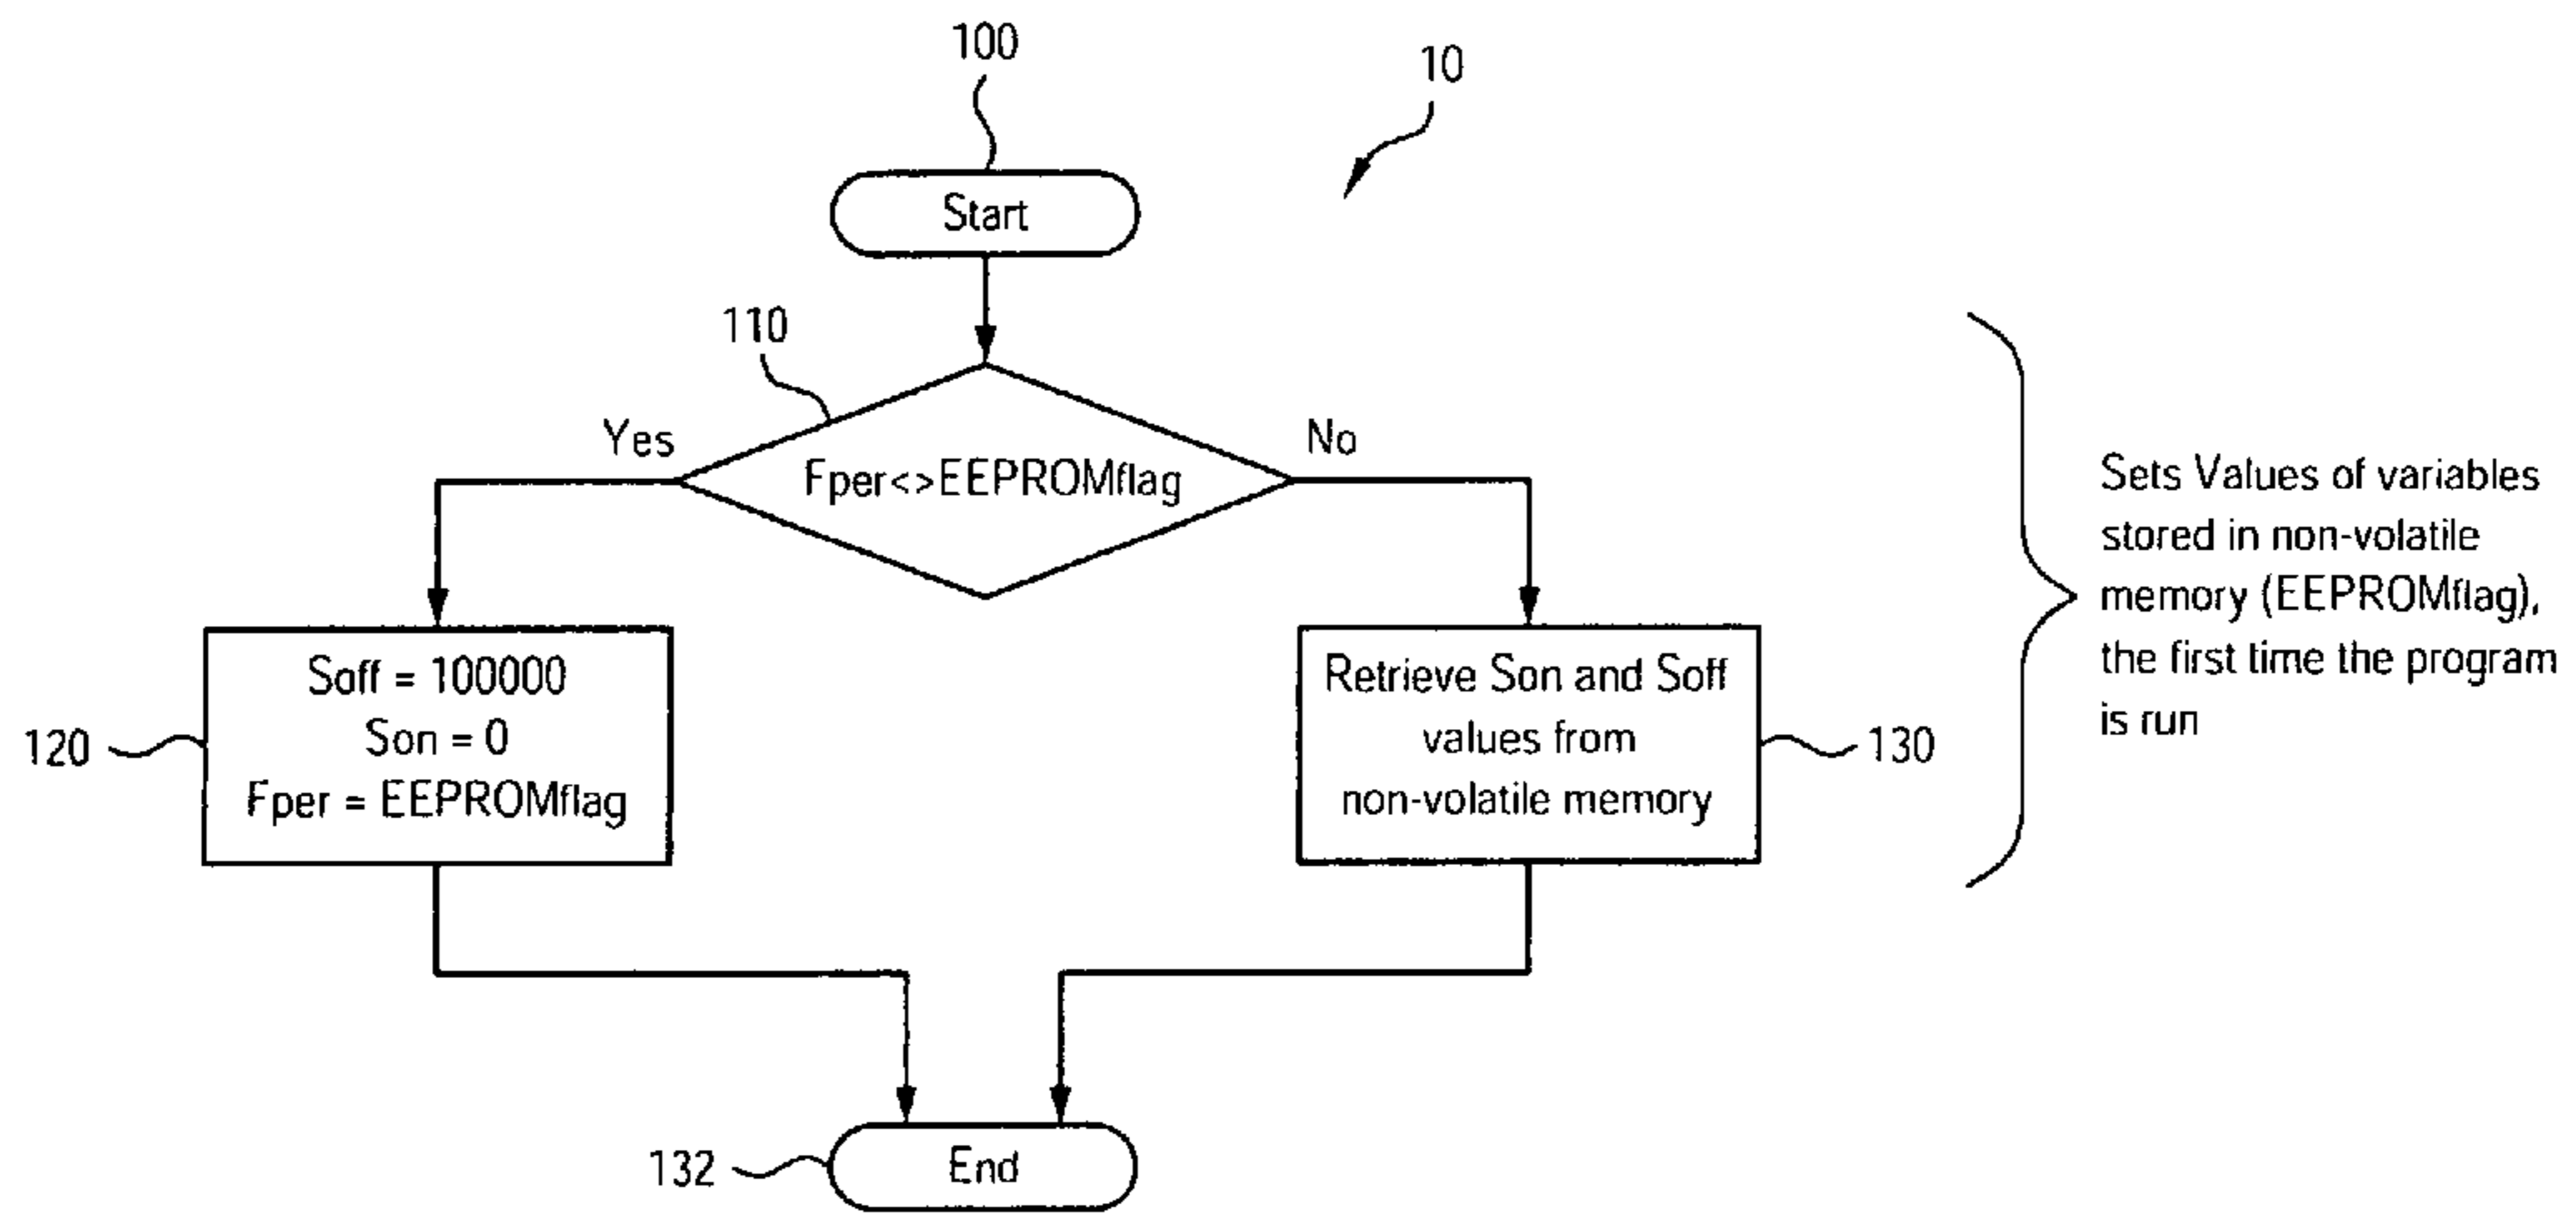 100
10
Start
110
Yes
No
Fper<>EEPROMflag
Soff = 100000
Son = 0
Fper = EEPROMflag
120
Retrieve Son and Soff
values from
non-volatile memory
130
Sets Values of variables
stored in non-volatile
memory (EEPROMflag),
the first time the program
is run
132
End